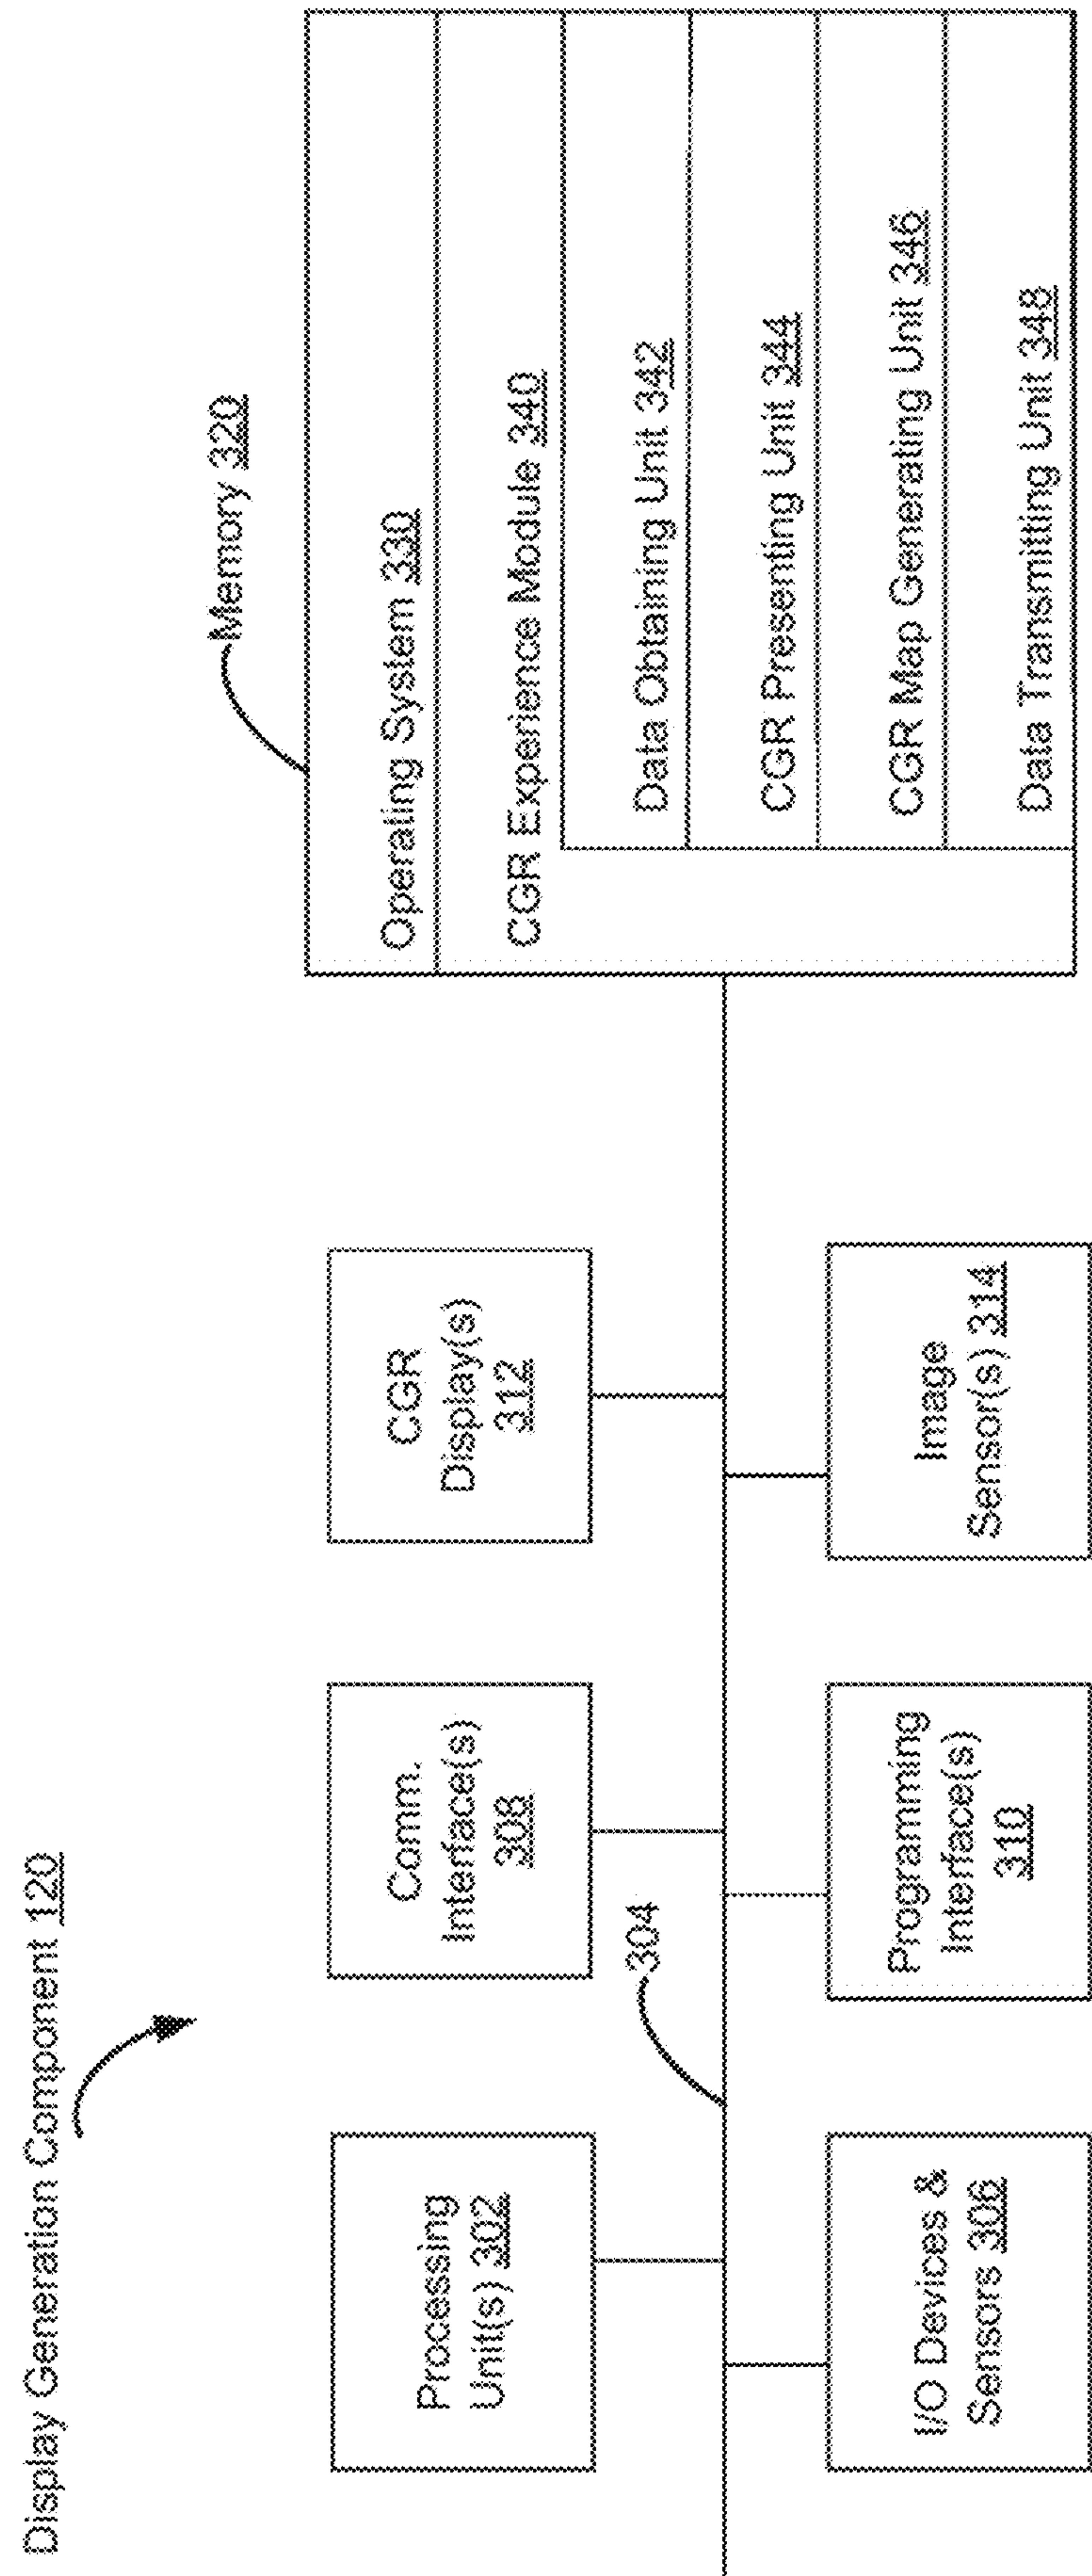 Display Generation Component 120
Processing
Unit(s) 302
Comm.
Interface(s)
308
CGR
Display(s)
312
304
I/O Devices &
Sensors 306
Programming
Interface(s)
310
Image
Sensor(s) 314
Memory 320
Operating System 330
CGR Experience Module 340
Data Obtaining Unit 342
CGR Presenting Unit 344
CGR Map Generating Unit 346
Data Transmitting Unit 348